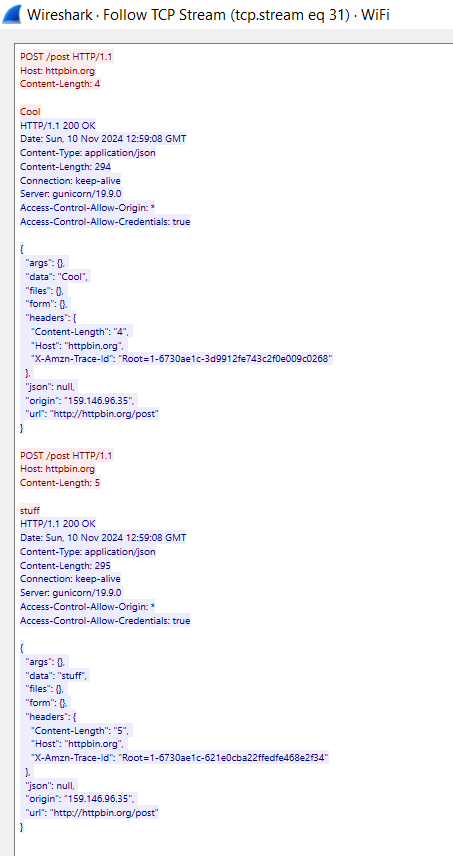 Wireshark · Follow TCP Stream (tcp.stream eq 31) · WiFi
POST /post HTTP/1.1
Host: httpbin.org
Content-Length: 4
Cool
HTTP/1.1 200 OK
Date: Sun, 10 Nov 2024 12:59:08 GMT
Content-Type: application/json
Content-Length: 294
Connection: keep-alive
Server: gunicorn/19.9.0
Access-Control-Allow-Origin: *
Access-Control-Allow-Credentials: true
{
"args": {},
"data": "Cool",
"files": {},
"form": {},
"headers": {
"Content-Length": "4",
"Host": "httpbin.org",
"X-Amzn-Trace-Id": "Root=1-6730ae1c-3d9912fe743c2f0e009c0268"
},
"json": null,
"origin": "159.146.96.35",
"url": "http://httpbin.org/post"
}
POST /post HTTP/1.1
Host: httpbin.org
Content-Length: 5
stuff
HTTP/1.1 200 OK
Date: Sun, 10 Nov 2024 12:59:08 GMT
Content-Type: application/json
Content-Length: 295
Connection: keep-alive
Server: gunicorn/19.9.0
Access-Control-Allow-Origin: *
Access-Control-Allow-Credentials: true
{
"args": {},
"data": "stuff",
"files": {},
"form": {},
"headers": {
"Content-Length": "5",
"Host": "httpbin.org",
"X-Amzn-Trace-Id": "Root=1-6730ae1c-621e0cba22ffedfe468e2f34"
},
"json": null,
"origin": "159.146.96.35",
"url": "http://httpbin.org/post"
}